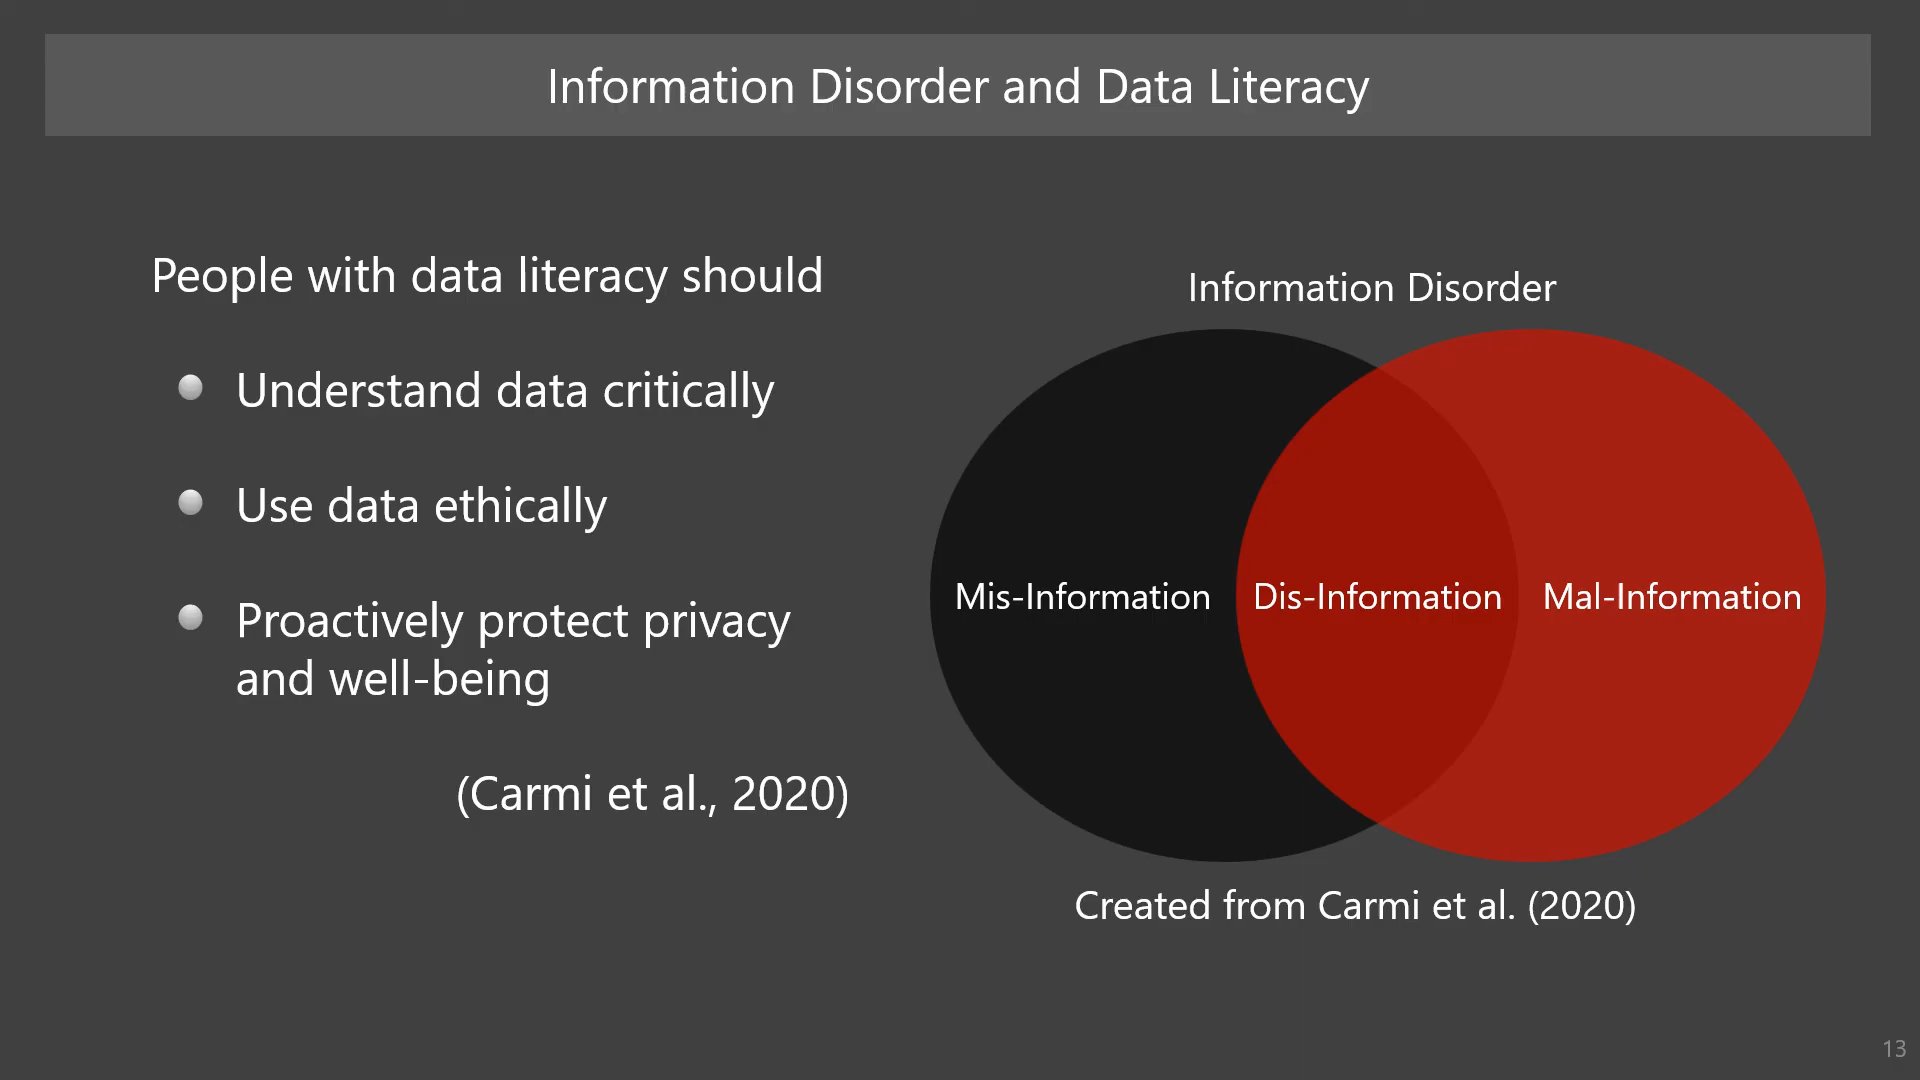 Information Disorder and Data Literacy
People with data literacy should
Understand data critically
Use data ethically
Proactively protect privacy
and well-being
(Carmi et al., 2020)
Information Disorder
Mis-Information
Dis-Information
Mal-Information
Created from Carmi et al. (2020)
13